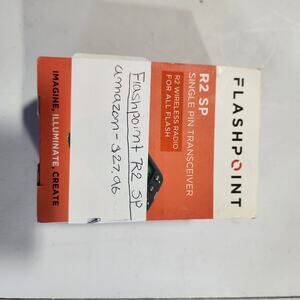 FLASHPOINT
R2 SP
SINGLE PIN TRANSCEIVER
R2 WIRELESS RADIO
FOR ALL FLASH
Flashpoint R2 SP
amazon - $27.96
IMAGINE, ILLUMINATE, CREATE